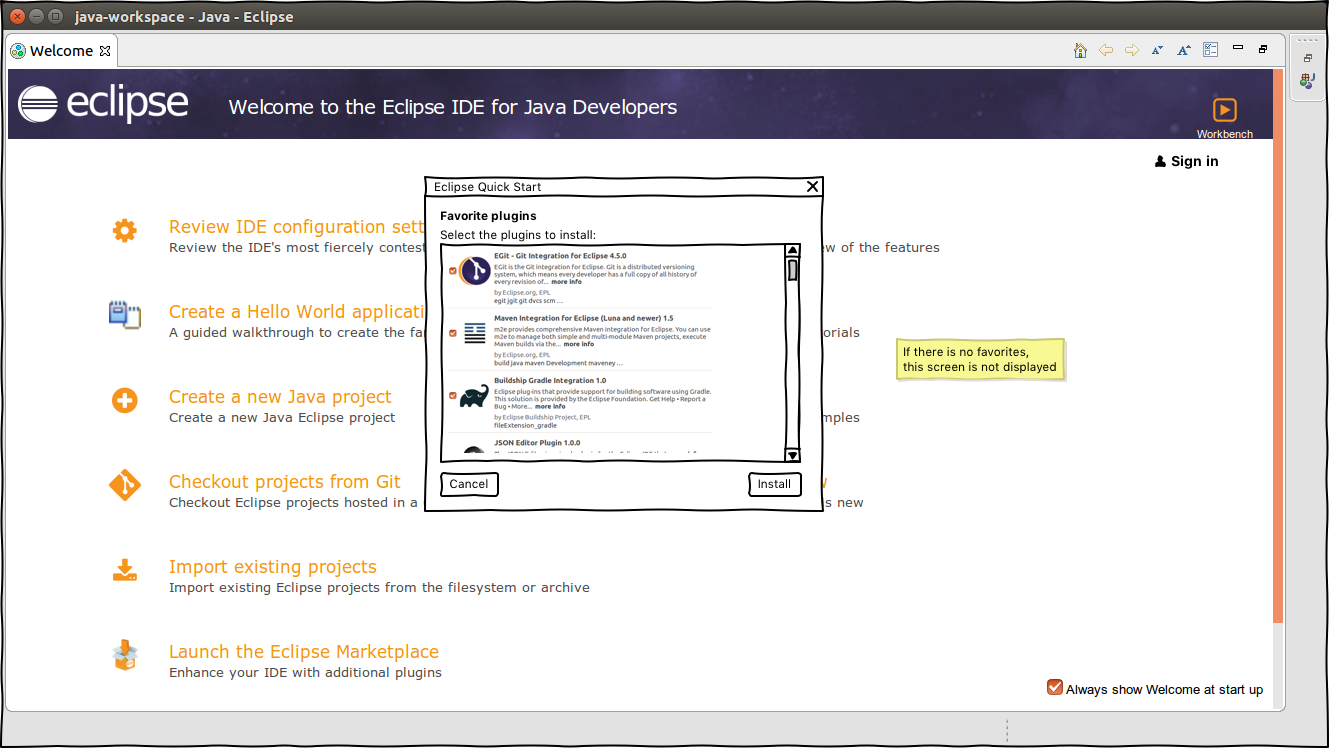 java-workspace - Java - Eclipse
Welcome
eclipse
Welcome to the Eclipse IDE for Java Developers
Workbench
Sign in
Eclipse Quick Start
Favorite plugins
Select the plugins to install:
EGit - Git Integration for Eclipse 4.5.0
EGit is the Git integration for Eclipse. Git is a distributed versioning
system, which means every developer has a full copy of all history of
every revision of... more info
by Eclipse.org, EPL
egit jgit git dvcs scm ...
Maven Integration for Eclipse (Luna and newer) 1.5
m2e provides comprehensive Maven integration for Eclipse. You can use
m2e to manage both simple and multi-module Maven projects, execute
Maven builds via the... more info
by Eclipse.org, EPL
build java maven Development maveney ...
Buildship Gradle Integration 1.0
Eclipse plug-ins that provide support for building software using Gradle.
This solution is provided by the Eclipse Foundation. Get Help • Report a
Bug • More... more info
by Eclipse Buildship Project, EPL
fileExtension_gradle
JSON Editor Plugin 1.0.0
Cancel
Install
Review IDE configuration sett
Review the IDE's most fiercely contest
w of the features
Create a Hello World applicati
A guided walkthrough to create the fa
orials
If there is no favorites,
this screen is not displayed
Create a new Java project
Create a new Java Eclipse project
mples
Checkout projects from Git
Checkout Eclipse projects hosted in a
s new
Import existing projects
Import existing Eclipse projects from the filesystem or archive
Launch the Eclipse Marketplace
Enhance your IDE with additional plugins
Always show Welcome at start up